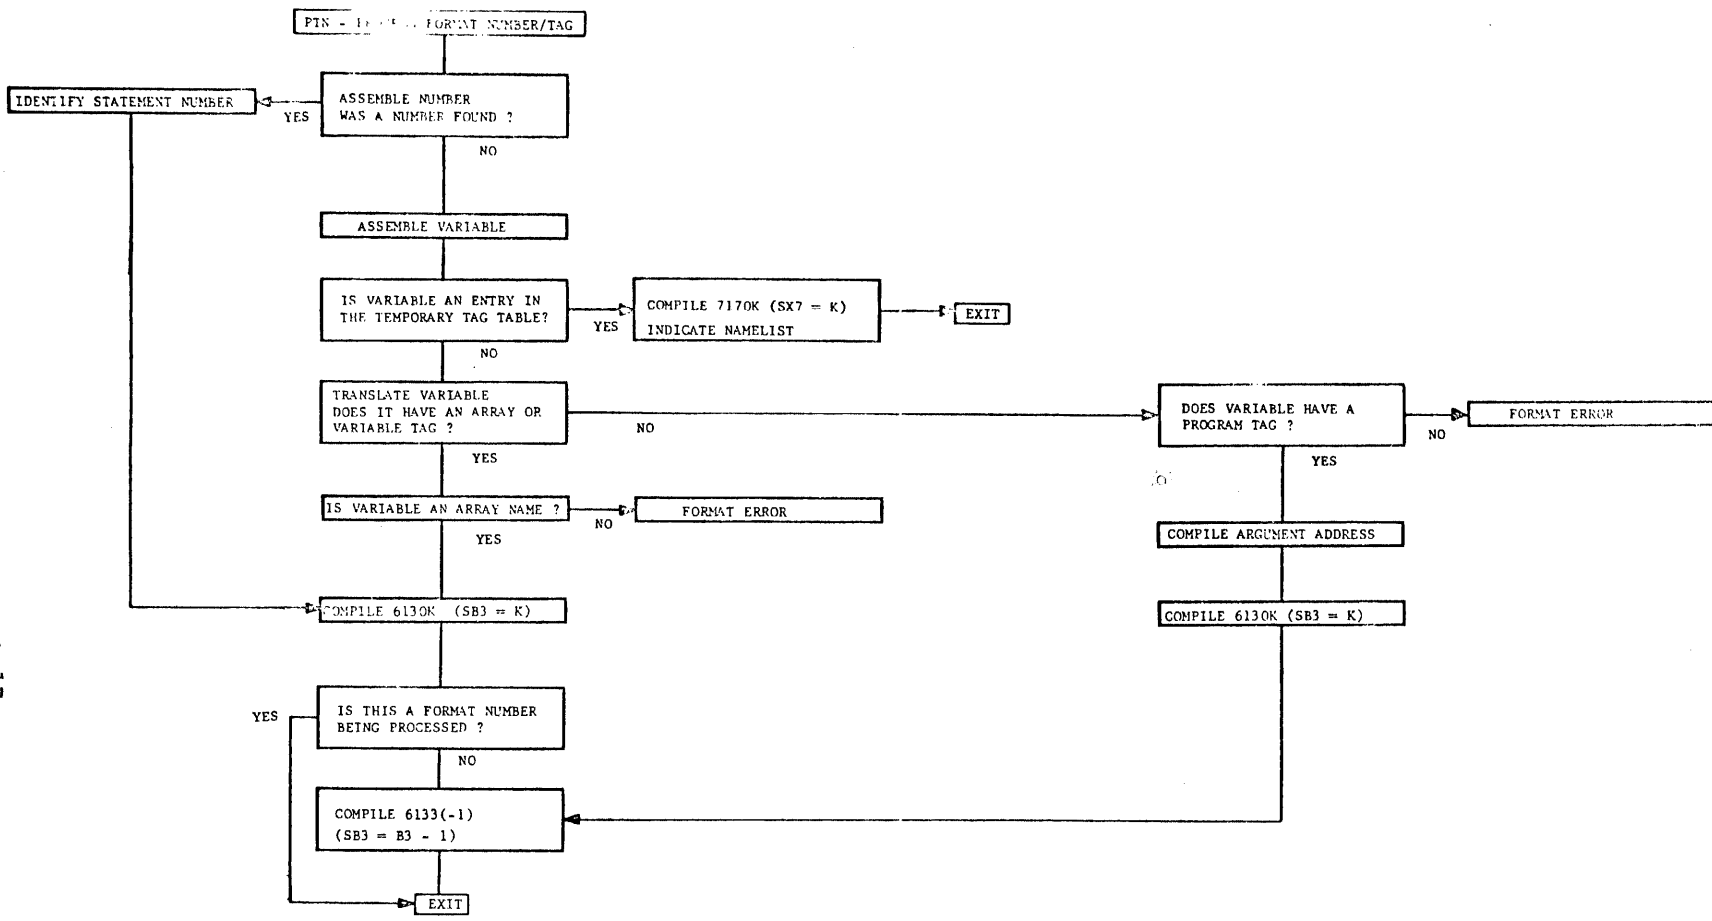 PTN - FORMAT NUMBER/TAG
IDENTIFY STATEMENT NUMBER
YES
ASSEMBLE NUMBER
WAS A NUMBER FOUND ?
NO
ASSEMBLE VARIABLE
IS VARIABLE AN ENTRY IN
THE TEMPORARY TAG TABLE?
YES
COMPILE 7170K (SX7 = K)
INDICATE NAMELIST
EXIT
NO
TRANSLATE VARIABLE
DOES IT HAVE AN ARRAY OR
VARIABLE TAG ?
NO
DOES VARIABLE HAVE A
PROGRAM TAG ?
NO
FORMAT ERROR
YES
YES
IS VARIABLE AN ARRAY NAME ?
NO
FORMAT ERROR
YES
COMPILE ARGUMENT ADDRESS
COMPILE 6130K (SB3 = K)
COMPILE 6130K (SB3 = K)
YES
IS THIS A FORMAT NUMBER
BEING PROCESSED ?
NO
COMPILE 6133(-1)
(SB3 = B3 - 1)
EXIT